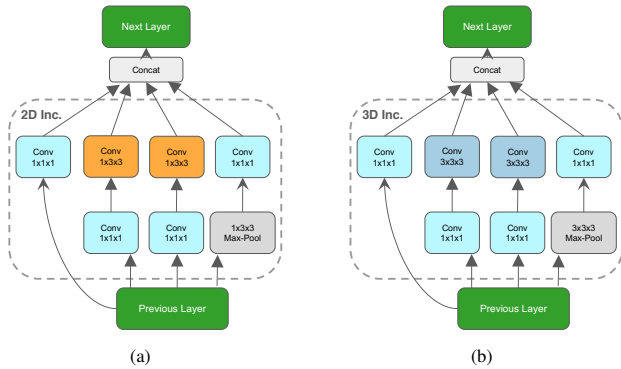 Next Layer
Concat
2D Inc.
Conv
1x1x1
Conv
1x3x3
Conv
1x3x3
Conv
1x1x1
Conv
1x1x1
Conv
1x1x1
1x3x3
Max-Pool
Previous Layer
(a)
Next Layer
Concat
3D Inc.
Conv
1x1x1
Conv
3x3x3
Conv
3x3x3
Conv
1x1x1
Conv
1x1x1
Conv
1x1x1
3x3x3
Max-Pool
Previous Layer
(b)